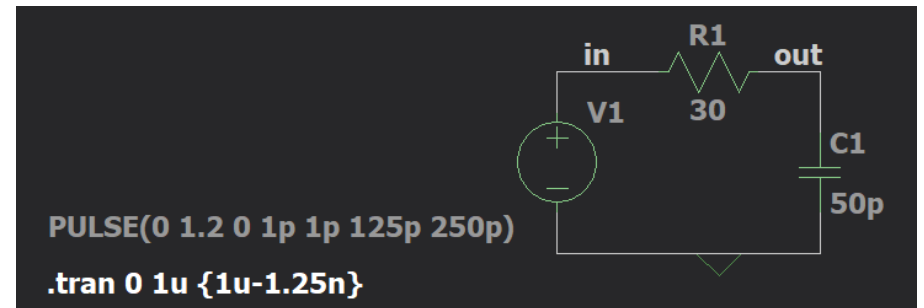 R1
in
out
V1
30
C1
50p
PULSE(0 1.2 0 1p 1p 125p 250p)
.tran 0 1u {1u-1.25n}